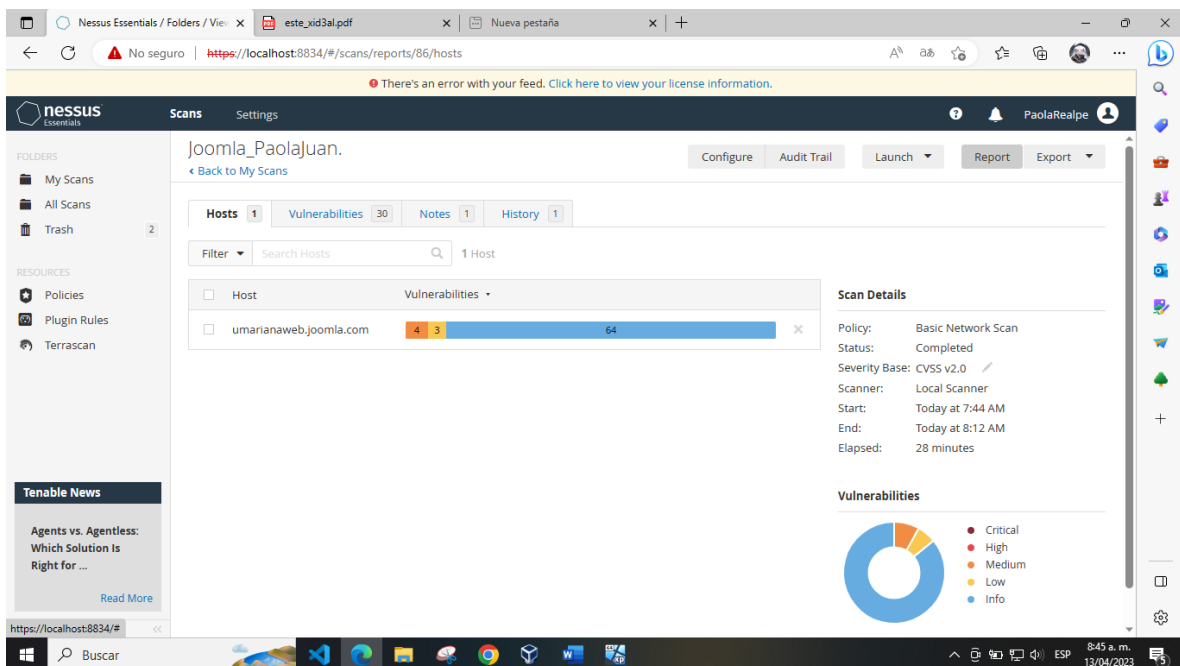 Nessus Essentials / Folders / View
este_xid3al.pdf
Nueva pestaña
No seguro
https://localhost:8834/#/scans/reports/86/hosts
There's an error with your feed. Click here to view your license information.
nessus
Essentials
Scans
Settings
PaolaRealpe
FOLDERS
My Scans
All Scans
Trash 2
RESOURCES
Policies
Plugin Rules
Terrascan
Tenable News
Agents vs. Agentless:
Which Solution Is
Right for ...
Read More
https://localhost:8834/#
Joomla_PaolaJuan.
Back to My Scans
Configure
Audit Trail
Launch
Report
Export
Hosts 1
Vulnerabilities 30
Notes 1
History 1
Filter
Search Hosts
1 Host
Host
Vulnerabilities
umarianaweb.joomla.com
4 3 64
Scan Details
Policy: Basic Network Scan
Status: Completed
Severity Base: CVSS v2.0
Scanner: Local Scanner
Start: Today at 7:44 AM
End: Today at 8:12 AM
Elapsed: 28 minutes
Vulnerabilities
Critical
High
Medium
Low
Info
Buscar
ESP
8:45 a. m.
13/04/2023